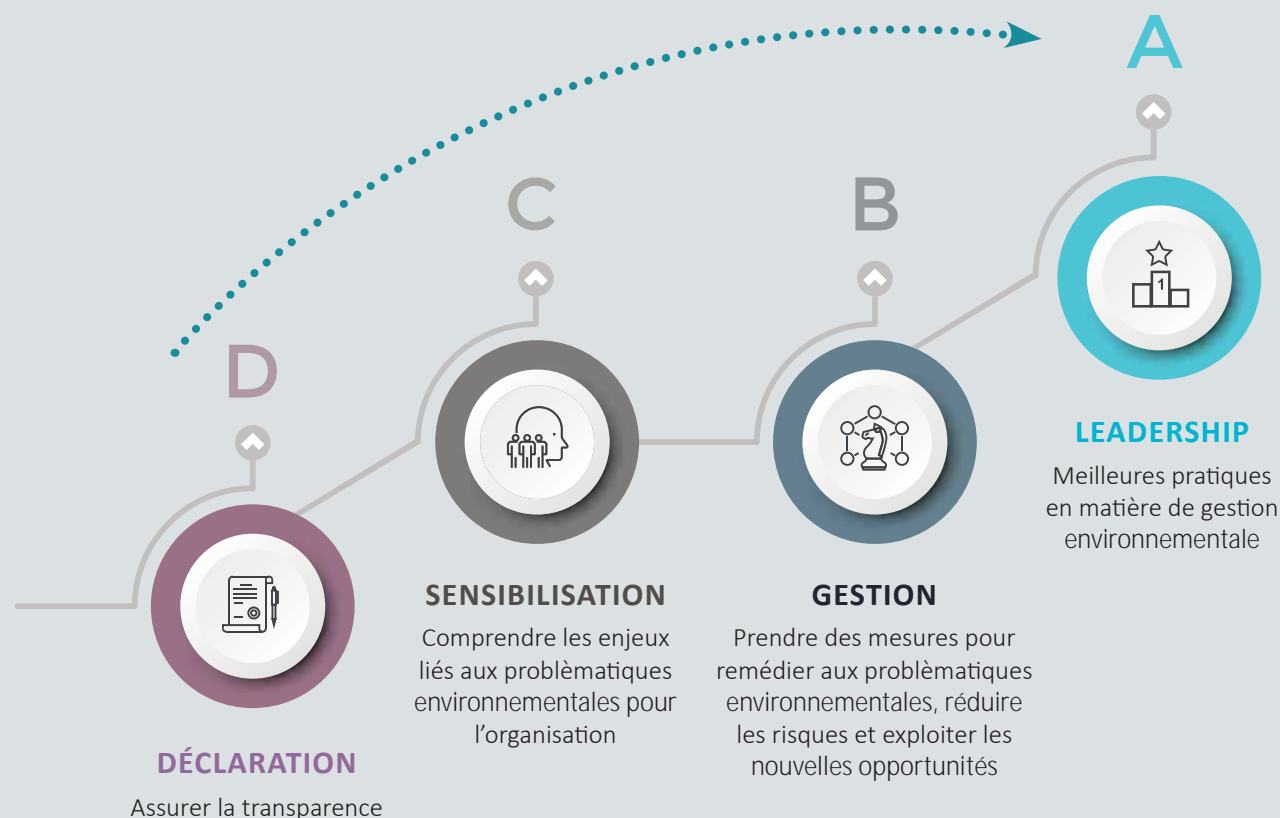 A
C
B
D
1
LEADERSHIP
Meilleures pratiques
en matière de gestion
environnementale
SENSIBILISATION
Comprendre les enjeux
liés aux problèmatiques
environnementales pour
l’organisation
GESTION
Prendre des mesures pour
remédier aux problèmatiques
environnementales, réduire
les risques et exploiter les
nouvelles opportunités
DÉCLARATION
Assurer la transparence